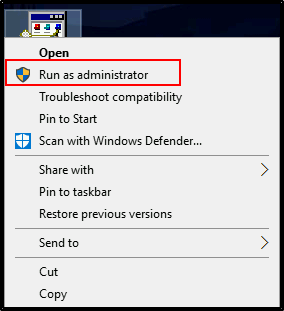 Open
Run as administrator
Troubleshoot compatibility
Pin to Start
Scan with Windows Defender...
Share with
Pin to taskbar
Restore previous versions
Send to
Cut
Copy